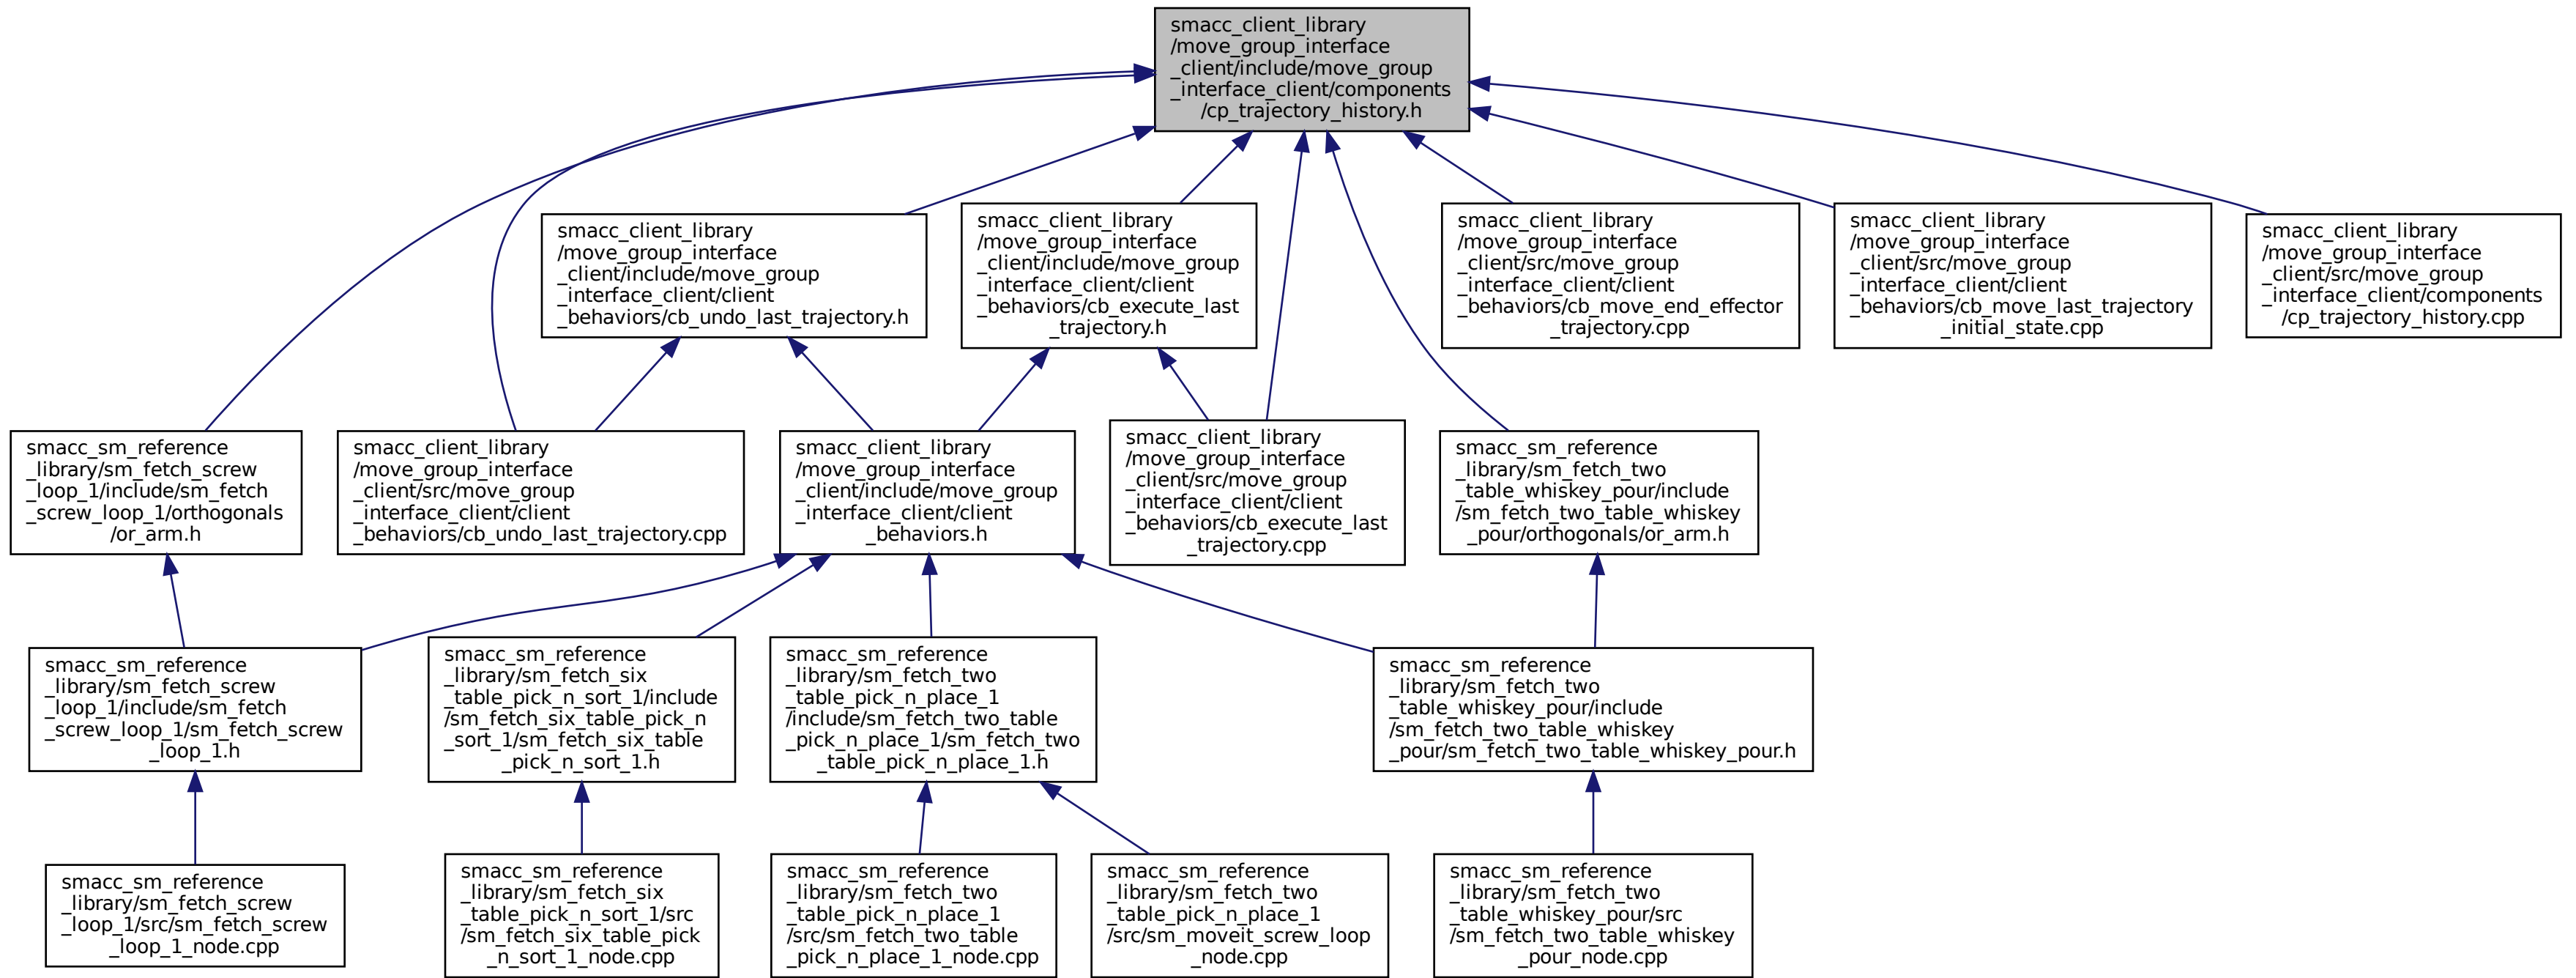 smacc_client_library
/move_group_interface
_client/include/move_group
_interface_client/components
/cp_trajectory_history.h
smacc_client_library
/move_group_interface
_client/include/move_group
_interface_client/client
_behaviors/cb_undo_last_trajectory.h
smacc_client_library
/move_group_interface
_client/include/move_group
_interface_client/client
_behaviors/cb_execute_last
_trajectory.h
smacc_client_library
/move_group_interface
_client/src/move_group
_interface_client/client
_behaviors/cb_move_end_effector
_trajectory.cpp
smacc_client_library
/move_group_interface
_client/src/move_group
_interface_client/client
_behaviors/cb_move_last_trajectory
_initial_state.cpp
smacc_client_library
/move_group_interface
_client/src/move_group
_interface_client/components
/cp_trajectory_history.cpp
smacc_sm_reference
_library/sm_fetch_screw
_loop_1/include/sm_fetch
_screw_loop_1/orthogonals
/or_arm.h
smacc_client_library
/move_group_interface
_client/src/move_group
_interface_client/client
_behaviors/cb_undo_last_trajectory.cpp
smacc_client_library
/move_group_interface
_client/include/move_group
_interface_client/client
_behaviors.h
smacc_client_library
/move_group_interface
_client/src/move_group
_interface_client/client
_behaviors/cb_execute_last
_trajectory.cpp
smacc_sm_reference
_library/sm_fetch_two
_table_whiskey_pour/include
/sm_fetch_two_table_whiskey
_pour/orthogonals/or_arm.h
smacc_sm_reference
_library/sm_fetch_screw
_loop_1/include/sm_fetch
_screw_loop_1/sm_fetch_screw
_loop_1.h
smacc_sm_reference
_library/sm_fetch_six
_table_pick_n_sort_1/include
/sm_fetch_six_table_pick_n
_sort_1/sm_fetch_six_table
_pick_n_sort_1.h
smacc_sm_reference
_library/sm_fetch_two
_table_pick_n_place_1
/include/sm_fetch_two_table
_pick_n_place_1/sm_fetch_two
_table_pick_n_place_1.h
smacc_sm_reference
_library/sm_fetch_two
_table_whiskey_pour/include
/sm_fetch_two_table_whiskey
_pour/sm_fetch_two_table_whiskey_pour.h
smacc_sm_reference
_library/sm_fetch_screw
_loop_1/src/sm_fetch_screw
_loop_1_node.cpp
smacc_sm_reference
_library/sm_fetch_six
_table_pick_n_sort_1/src
/sm_fetch_six_table_pick
_n_sort_1_node.cpp
smacc_sm_reference
_library/sm_fetch_two
_table_pick_n_place_1
/src/sm_fetch_two_table
_pick_n_place_1_node.cpp
smacc_sm_reference
_library/sm_fetch_two
_table_pick_n_place_1
/src/sm_moveit_screw_loop
_node.cpp
smacc_sm_reference
_library/sm_fetch_two
_table_whiskey_pour/src
/sm_fetch_two_table_whiskey
_pour_node.cpp